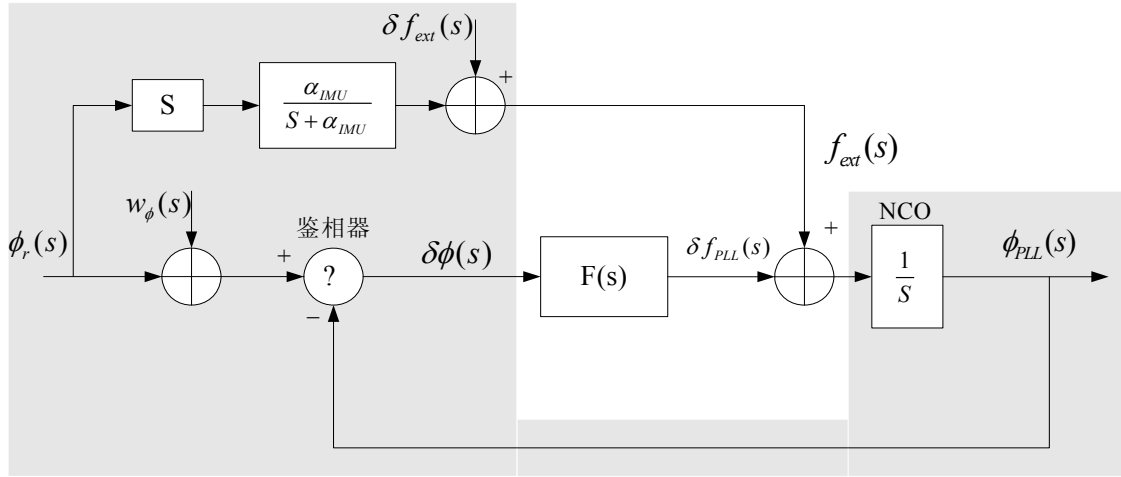 δf_ext(s)
+
S
α_IMU
S + α_IMU
f_ext(s)
w_ϕ(s)
鉴相器
NCO
ϕ_r(s)
+
?
−
δϕ(s)
F(s)
δf_PLL(s)
+
1
S
ϕ_PLL(s)